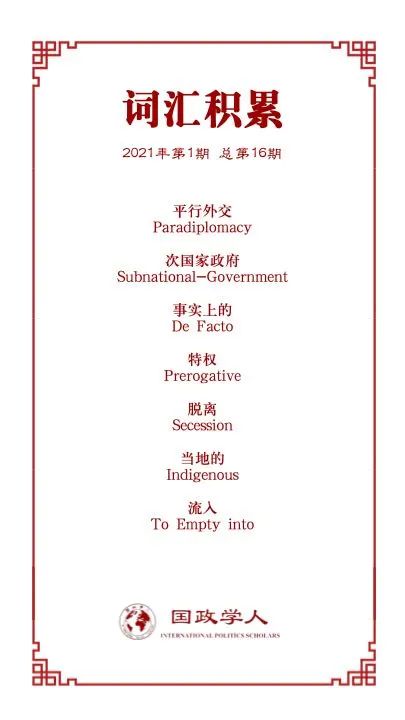 词汇积累
2021年第1期 总第16期
平行外交
Paradiplomacy
次国家政府
Subnational-Government
事实上的
De Facto
特权
Prerogative
脱离
Secession
当地的
Indigenous
流入
To Empty into
国政学人
INTERNATIONAL POLITICS SCHOLARS